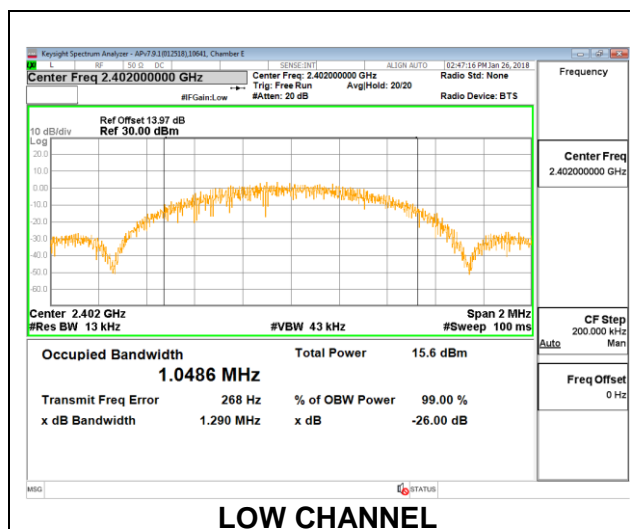 Keysight Spectrum Analyzer - APv7.9.1(012518),10641, Chamber E
L RF 50 Ω DC SENSE:INT ALIGN AUTO 02:47:16 PM Jan 26, 2018
Center Freq 2.402000000 GHz Center Freq: 2.402000000 GHz Radio Std: None Frequency
Trig: Free Run Avg|Hold: 20/20
#IFGain:Low #Atten: 20 dB Radio Device: BTS
Ref Offset 13.97 dB
10 dB/div Ref 30.00 dBm
Log
20.0
10.0
0.00
-10.0
-20.0
-30.0
-40.0
-50.0
-60.0
Center Freq
2.402000000 GHz
Center 2.402 GHz Span 2 MHz
#Res BW 13 kHz #VBW 43 kHz #Sweep 100 ms
CF Step
200.000 kHz
Auto Man
Occupied Bandwidth Total Power 15.6 dBm
1.0486 MHz
Transmit Freq Error 268 Hz % of OBW Power 99.00 %
x dB Bandwidth 1.290 MHz x dB -26.00 dB
Freq Offset
0 Hz
MSG STATUS
LOW CHANNEL